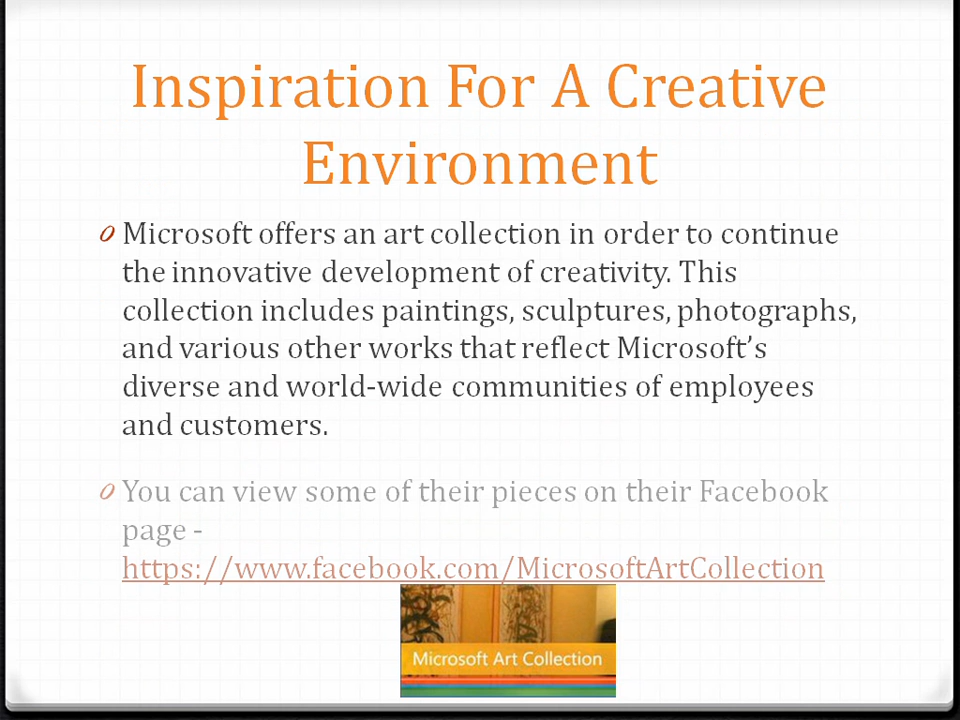 Inspiration For A Creative
Environment
Microsoft offers an art collection in order to continue
the innovative development of creativity. This
collection includes paintings, sculptures, photographs,
and various other works that reflect Microsoft’s
diverse and world-wide communities of employees
and customers.
You can view some of their pieces on their Facebook
page -
https://www.facebook.com/MicrosoftArtCollection
Microsoft Art Collection